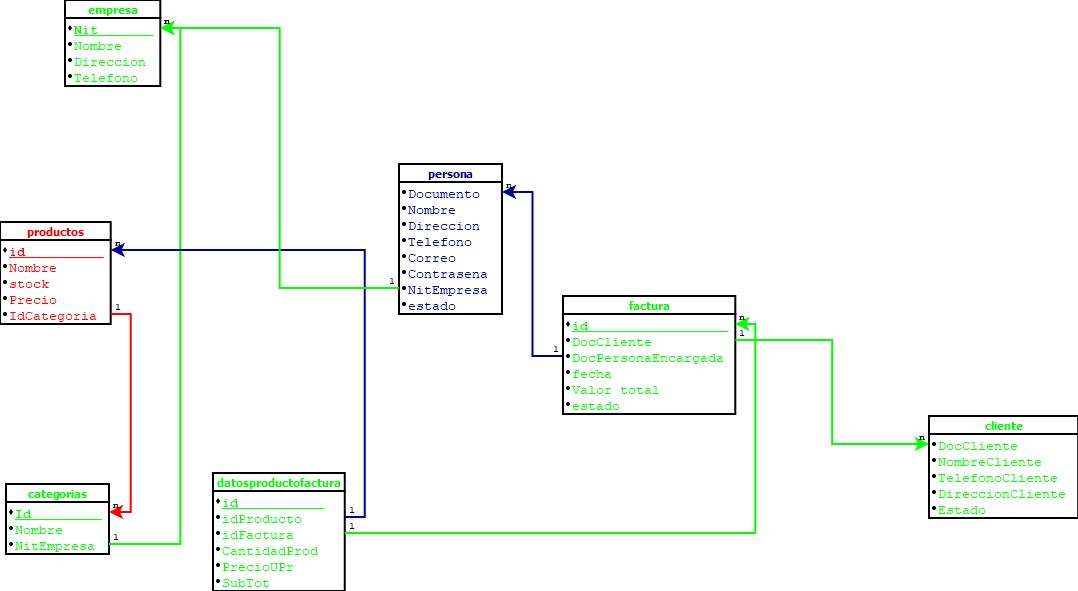 empresa
Nit
Nombre
Direccion
Telefono
n
persona
Documento
Nombre
Direccion
Telefono
Correo
Contrasena
NitEmpresa
estado
n
1
productos
id
Nombre
stock
Precio
IdCategoria
n
1
factura
id
DocCliente
DocPersonaEncargada
fecha
Valor total
estado
n
1
1
cliente
DocCliente
NombreCliente
TelefonoCliente
DireccionCliente
Estado
n
categorias
Id
Nombre
NitEmpresa
n
1
datosproductofactura
id
idProducto
idFactura
CantidadProd
PrecioUPr
SubTot
1
1